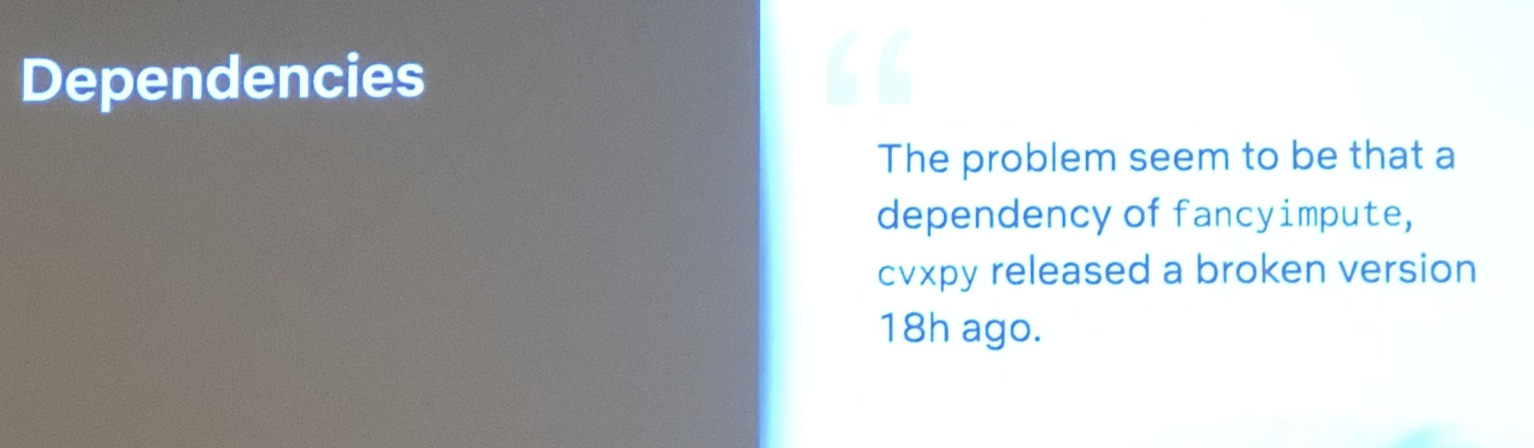 Dependencies
“
The problem seem to be that a
dependency of fancyimpute,
cvxpy released a broken version
18h ago.